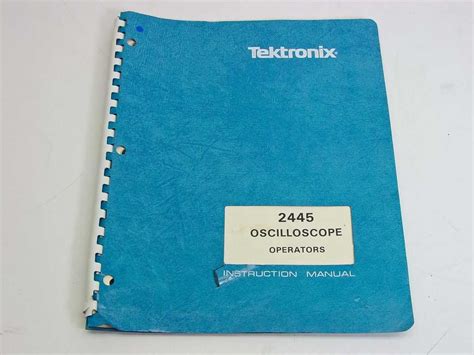 Tektronix
2445
OSCILLOSCOPE
OPERATORS
INSTRUCTION MANUAL